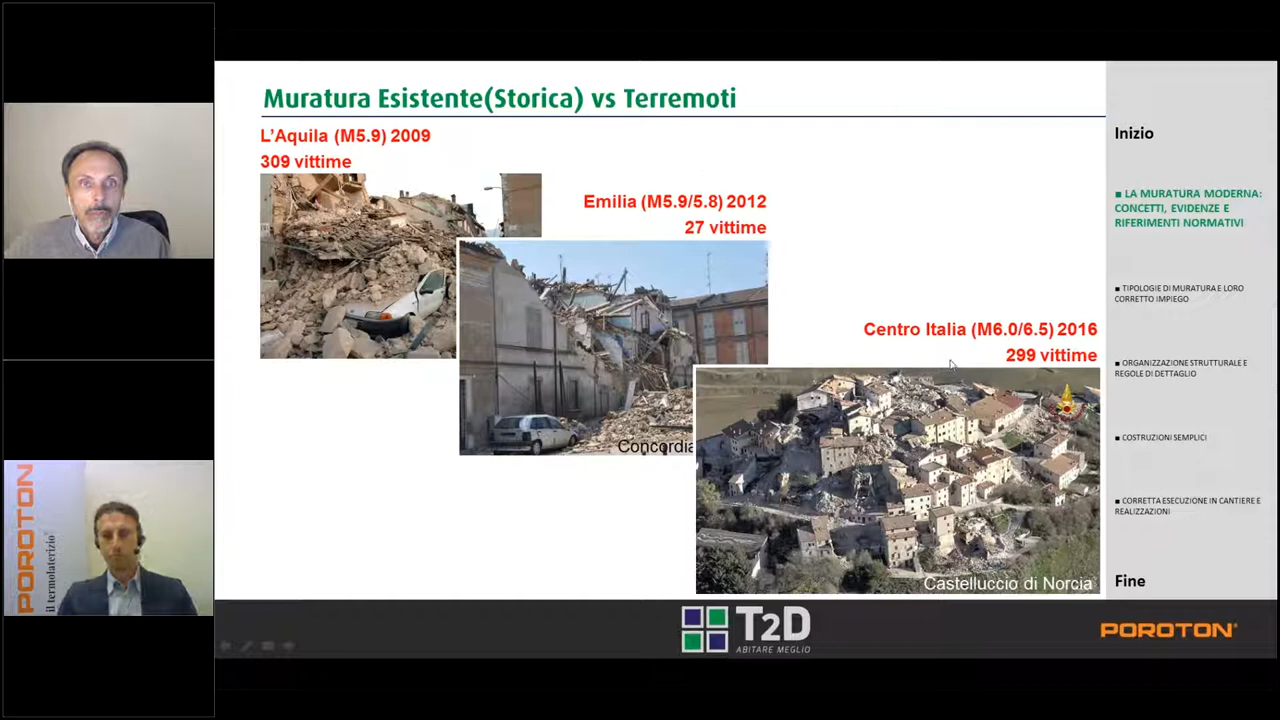 Muratura Esistente(Storica) vs Terremoti
L'Aquila (M5.9) 2009
309 vittime
Emilia (M5.9/5.8) 2012
27 vittime
Concordia
Centro Italia (M6.0/6.5) 2016
299 vittime
Castelluccio di Norcia
Inizio
■ LA MURATURA MODERNA:
CONCETTI, EVIDENZE E
RIFERIMENTI NORMATIVI
■ TIPOLOGIE DI MURATURA E LORO
CORRETTO IMPIEGO
■ ORGANIZZAZIONE STRUTTURALE E
REGOLE DI DETTAGLIO
■ COSTRUZIONI SEMPLICI
■ CORRETTA ESECUZIONE IN CANTIERE E
REALIZZAZIONI
Fine
T2D
ABITARE MEGLIO
POROTON®
POROTON
il termolaterizio